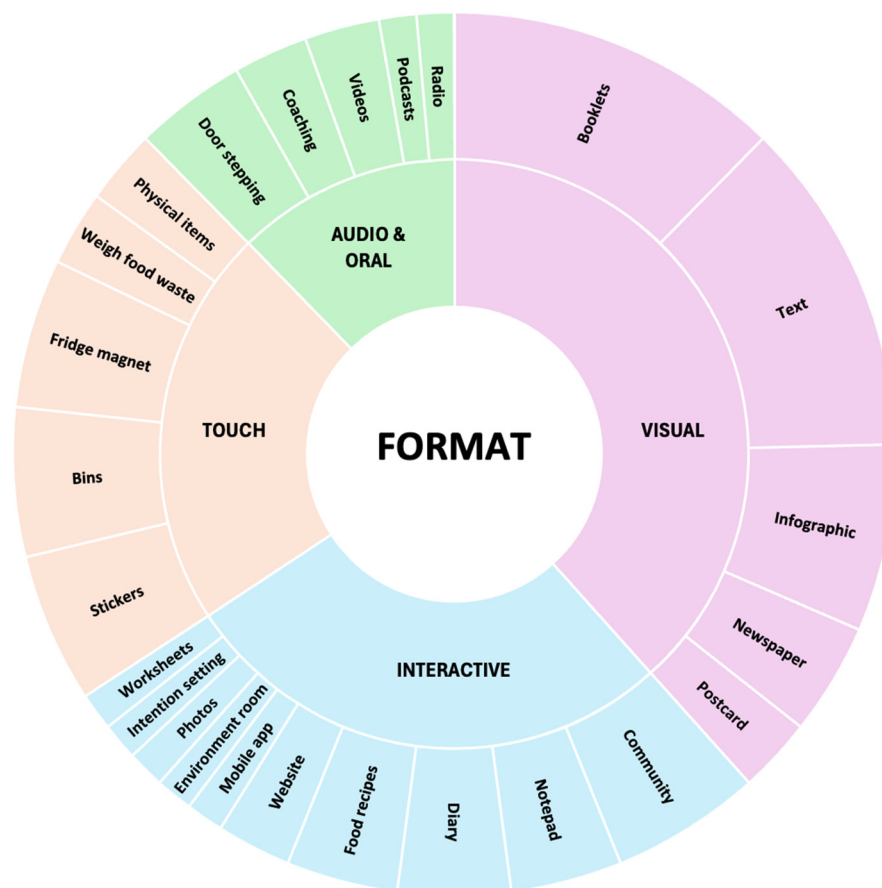 FORMAT
VISUAL
Booklets
Text
Infographic
Newspaper
Postcard
INTERACTIVE
Community
Notepad
Diary
Food recipes
Website
Mobile app
Environment room
Photos
Intention setting
Worksheets
TOUCH
Stickers
Bins
Fridge magnet
Weigh food waste
Physical items
AUDIO &
ORAL
Door stepping
Coaching
Videos
Podcasts
Radio